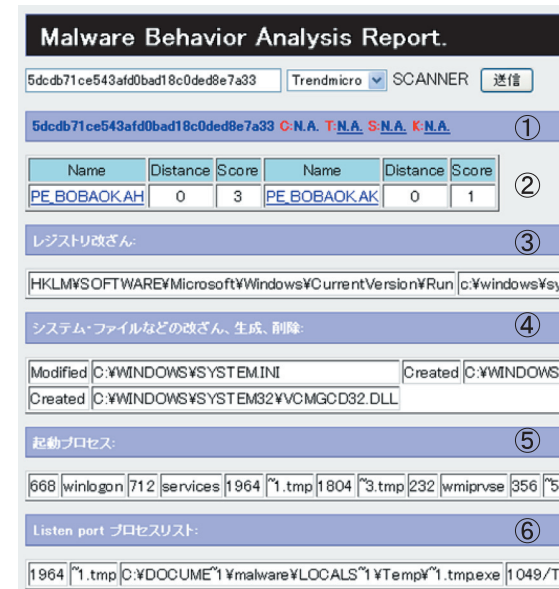 Malware Behavior Analysis Report.
5dcdb71ce543afd0bad18c0ded8e7a33 Trendmicro SCANNER 送信
5dcdb71ce543afd0bad18c0ded8e7a33 C:N.A. T:N.A. S:N.A. K:N.A. ①
Name Distance Score Name Distance Score
PE_BOBAOK.AH 0 3 PE_BOBAOK.AK 0 1
②
レジストリ改ざん: ③
HKLM¥SOFTWARE¥Microsoft¥Windows¥CurrentVersion¥Run c:¥windows¥sy
システム・ファイルなどの改ざん、生成、削除: ④
Modified C:¥WINDOWS¥SYSTEM.INI Created C:¥WINDOWS
Created C:¥WINDOWS¥SYSTEM32¥VCMGCD32.DLL
起動プロセス: ⑤
668 winlogon 712 services 1964 ~1.tmp 1804 ~3.tmp 232 wmiprvse 356 ~5
Listen port プロセスリスト: ⑥
1964 ~1.tmp C:¥DOCUME~1¥malware¥LOCALS~1¥Temp¥~1.tmp.exe 1049/T